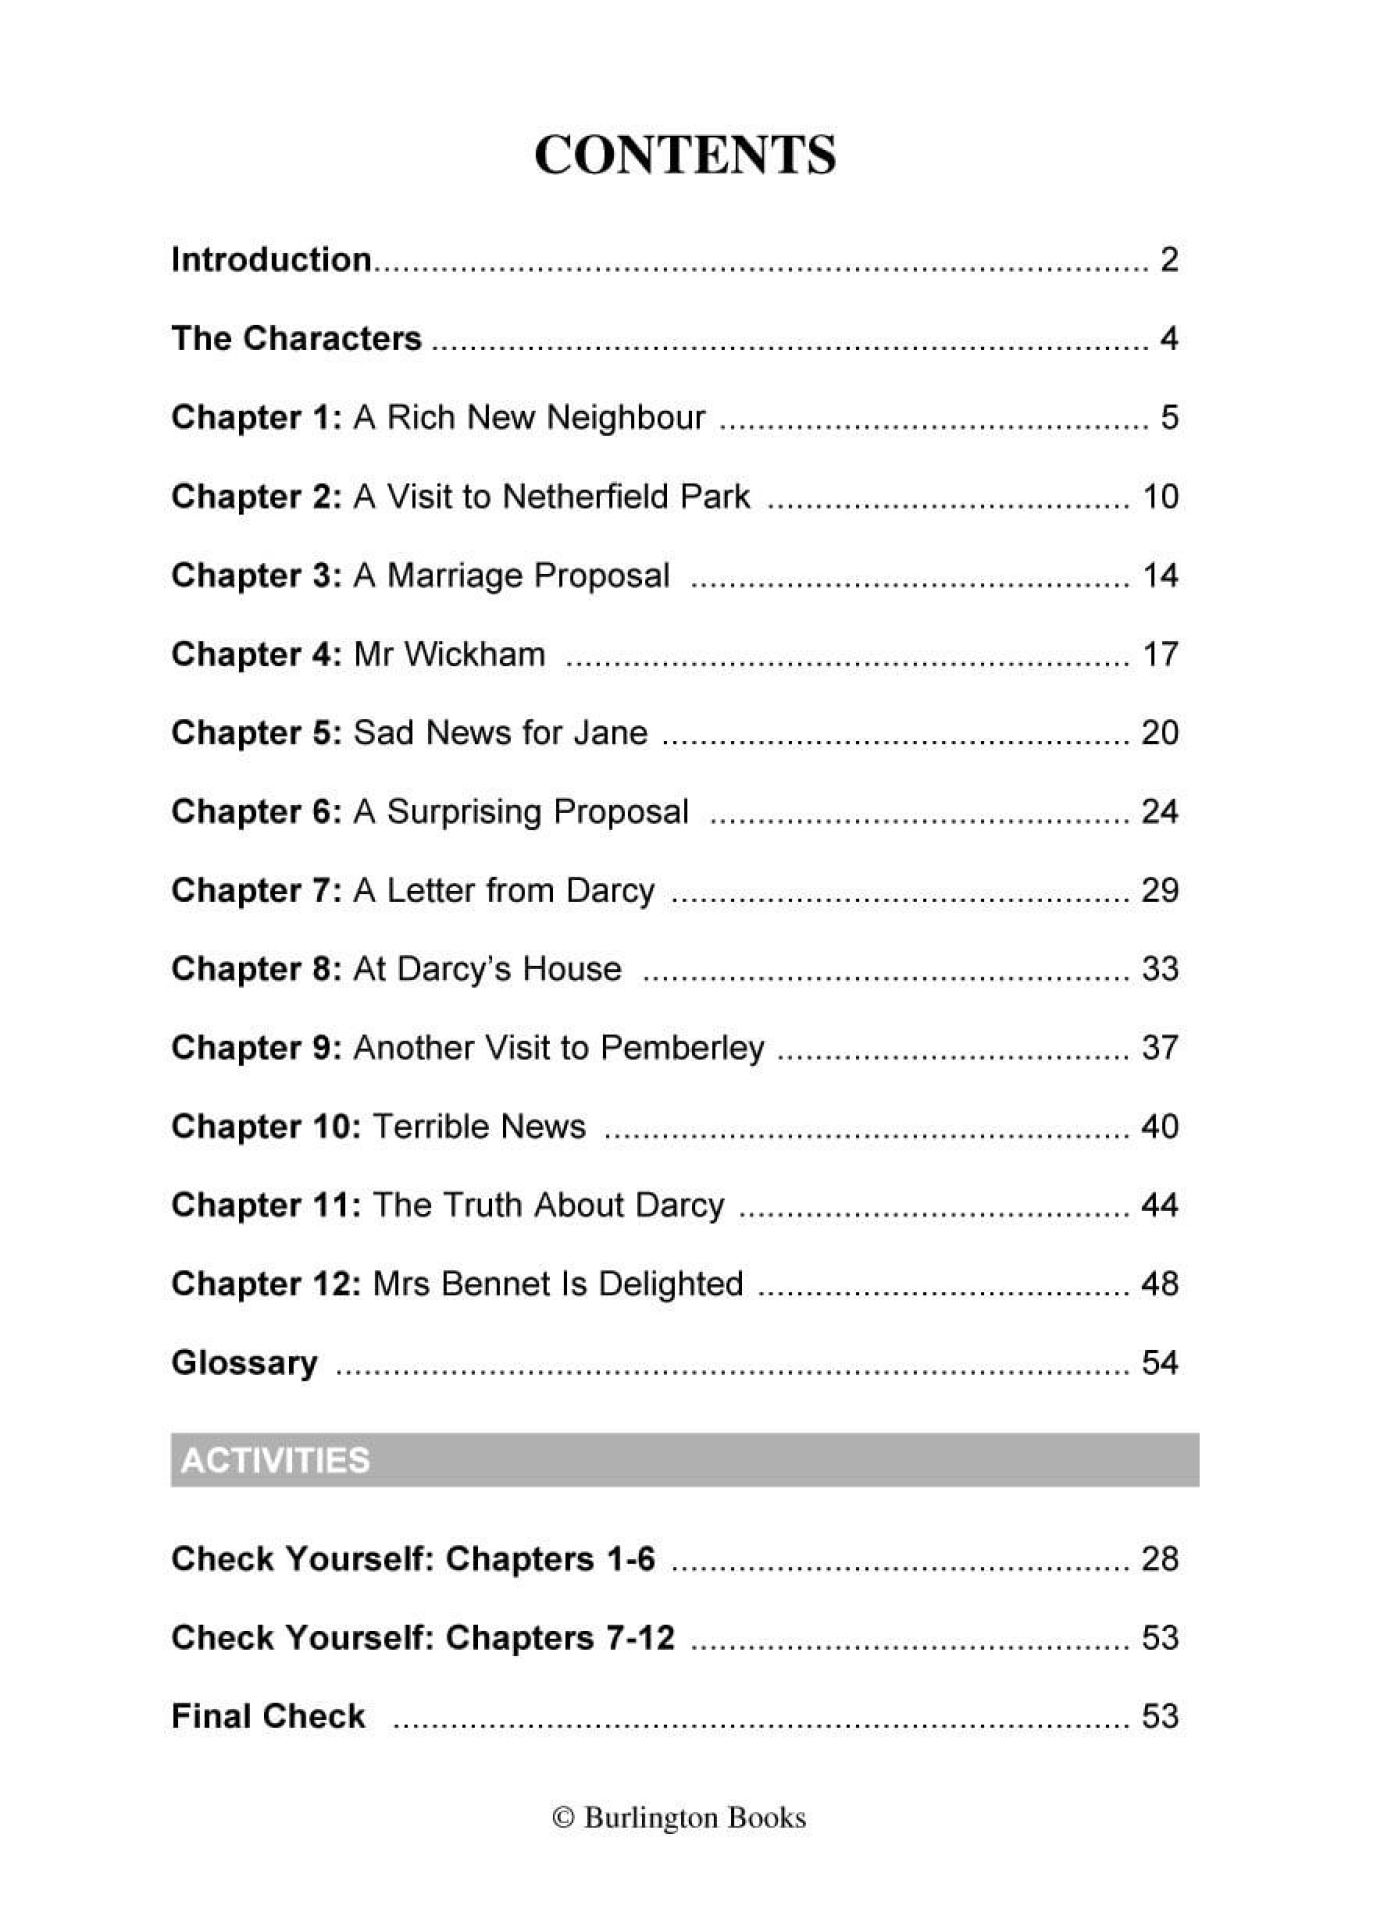 CONTENTS
Introduction.................................................................................. 2
The Characters ........................................................................... 4
Chapter 1: A Rich New Neighbour ............................................. 5
Chapter 2: A Visit to Netherfield Park ...................................... 10
Chapter 3: A Marriage Proposal .............................................. 14
Chapter 4: Mr Wickham ........................................................... 17
Chapter 5: Sad News for Jane ................................................. 20
Chapter 6: A Surprising Proposal ............................................ 24
Chapter 7: A Letter from Darcy ................................................ 29
Chapter 8: At Darcy's House ................................................... 33
Chapter 9: Another Visit to Pemberley ..................................... 37
Chapter 10: Terrible News ....................................................... 40
Chapter 11: The Truth About Darcy ......................................... 44
Chapter 12: Mrs Bennet Is Delighted ....................................... 48
Glossary ................................................................................... 54
ACTIVITIES
Check Yourself: Chapters 1-6 ................................................ 28
Check Yourself: Chapters 7-12 .............................................. 53
Final Check ............................................................................. 53
© Burlington Books